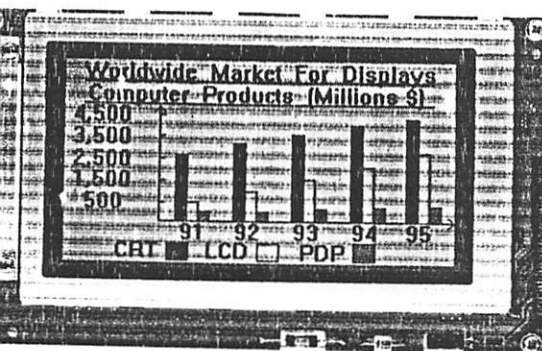 Worldwide Market For Displays
Computer Products (Millions $)
4,500
3,500
2,500
1,500
500
91 92 93 94 95
CRT LCD PDP